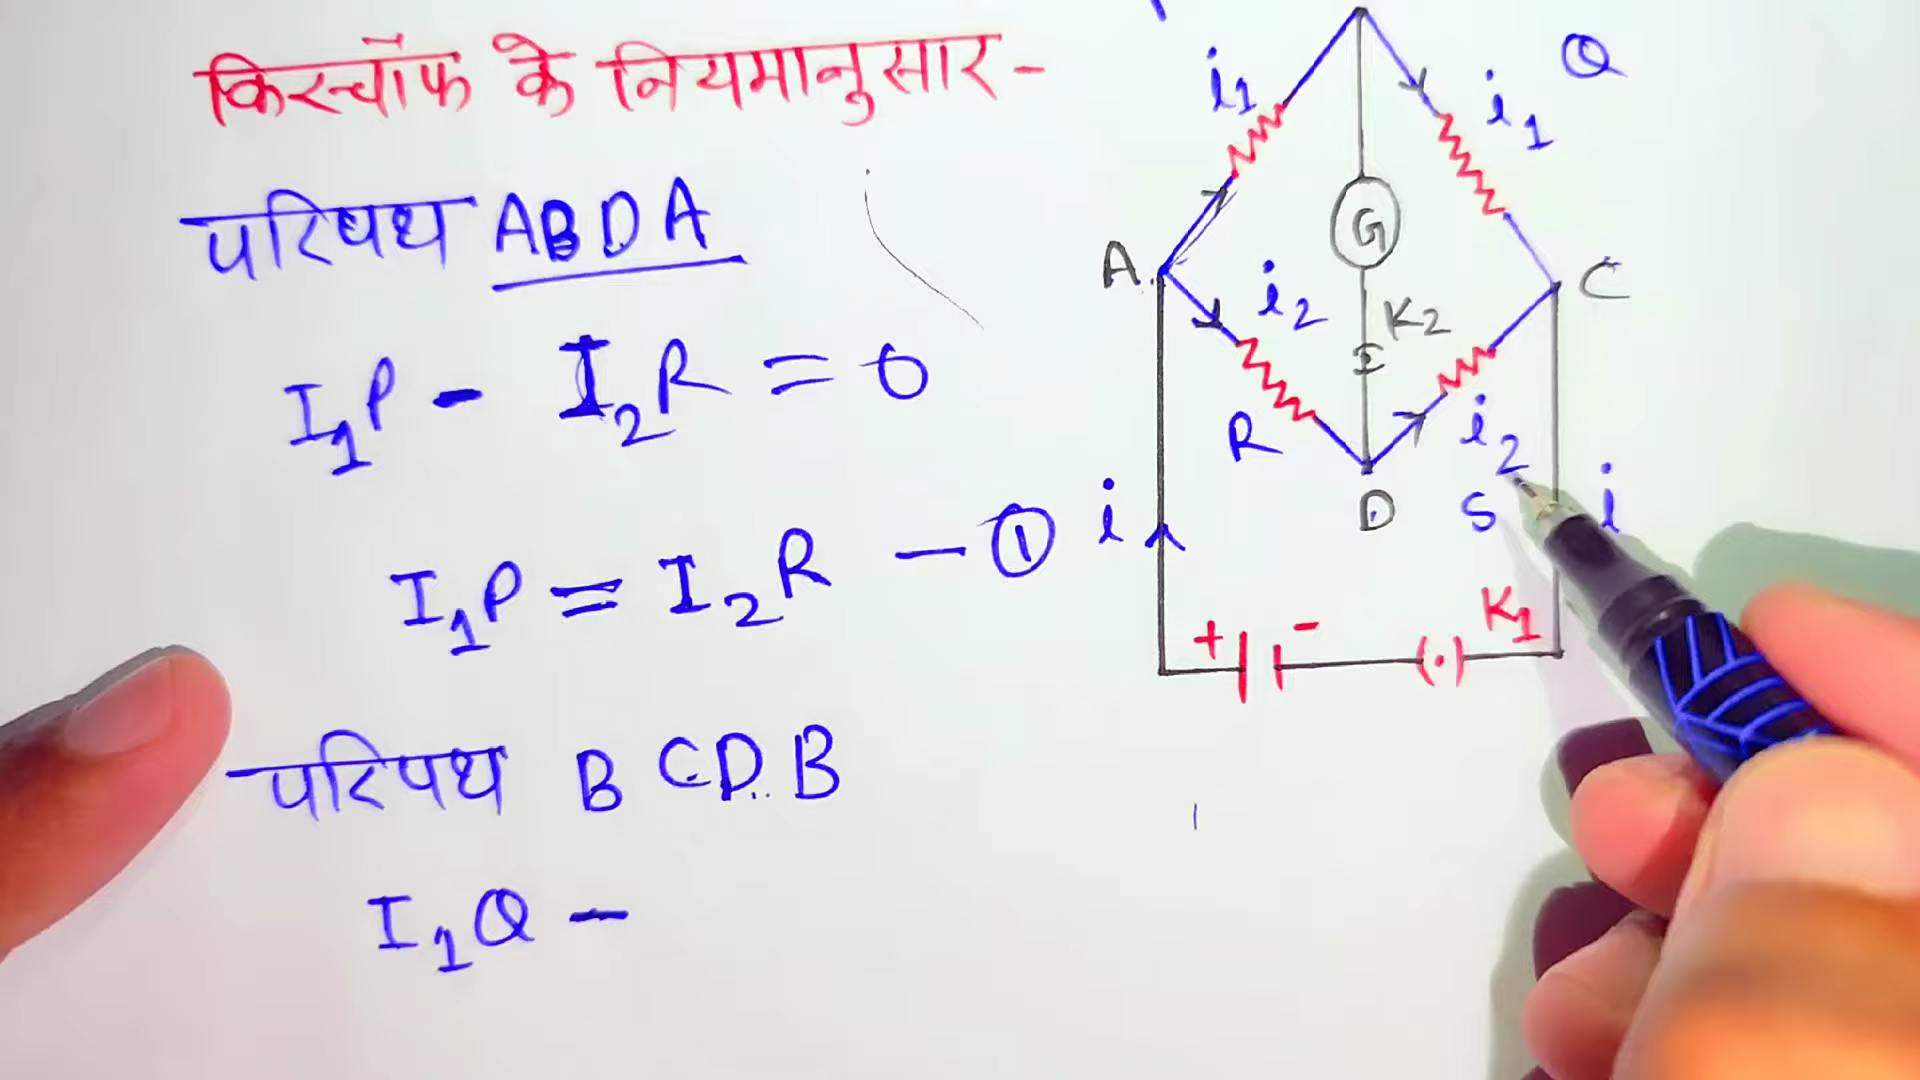 किरर्चॉफ के नियमानुसार-
परिपथ ABDA
I₁P - I₂R = 0
I₁P = I₂R - ①
परिपथ BCDB
I₁Q -
i₁
Q
i₁
G
A
i₂
K₂
C
R
i₂
D
S
i
i
+
-
K₁
(·)